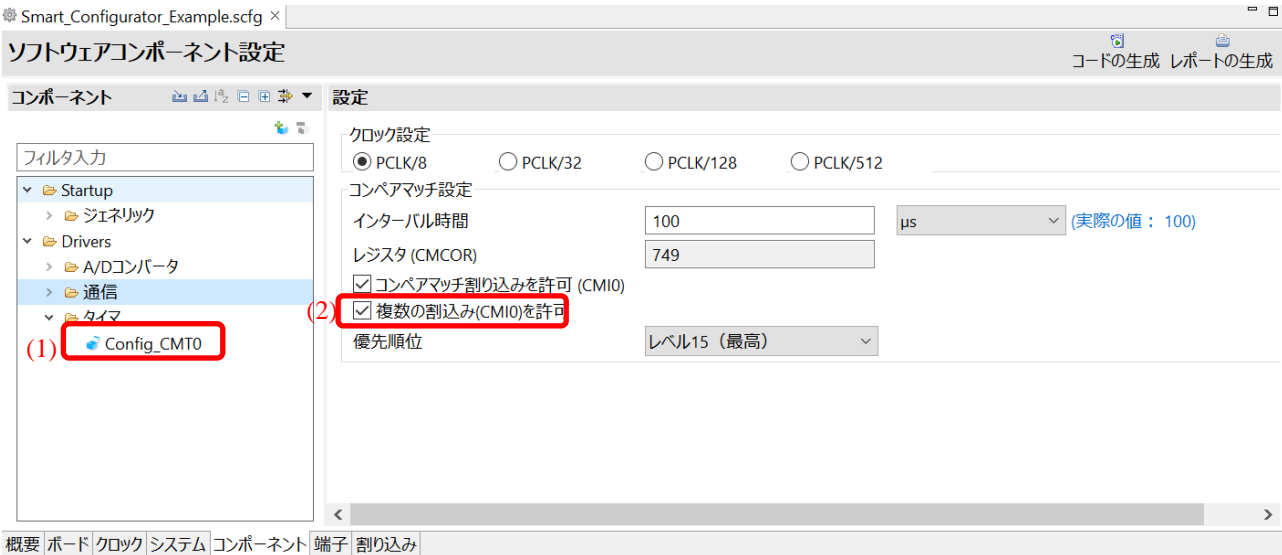 Smart_Configurator_Example.scfg ×
ソフトウェアコンポーネント設定
コードの生成 レポートの生成
コンポーネント
フィルタ入力
Startup
ジェネリック
Drivers
A/Dコンバータ
通信
タイマ
(1) Config_CMT0
設定
クロック設定
PCLK/8 PCLK/32 PCLK/128 PCLK/512
コンペアマッチ設定
インターバル時間 100 µs (実際の値： 100)
レジスタ (CMCOR) 749
コンペアマッチ割り込みを許可 (CMI0)
(2) 複数の割込み(CMI0)を許可
優先順位 レベル15（最高）
概要 ボード クロック システム コンポーネント 端子 割り込み